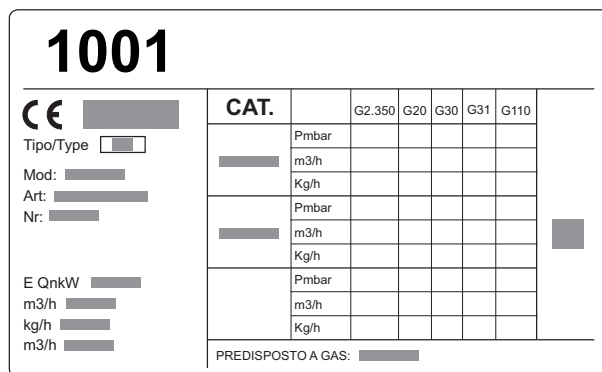 1001
CE
Tipo/Type
Mod:
Art:
Nr:
E QnkW
m3/h
kg/h
m3/h
CAT. G2.350 G20 G30 G31 G110
Pmbar
m3/h
Kg/h
Pmbar
m3/h
Kg/h
Pmbar
m3/h
Kg/h
PREDISPOSTO A GAS: